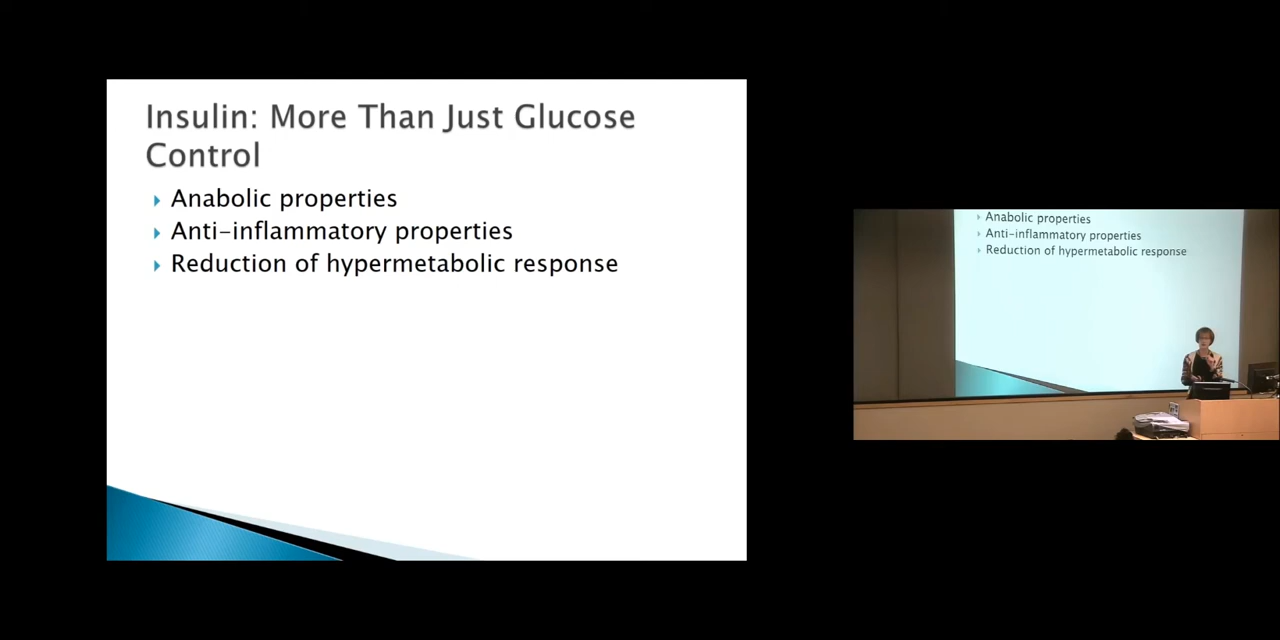 Insulin: More Than Just Glucose
Control
Anabolic properties
Anti-inflammatory properties
Reduction of hypermetabolic response
Anabolic properties
Anti-inflammatory properties
Reduction of hypermetabolic response